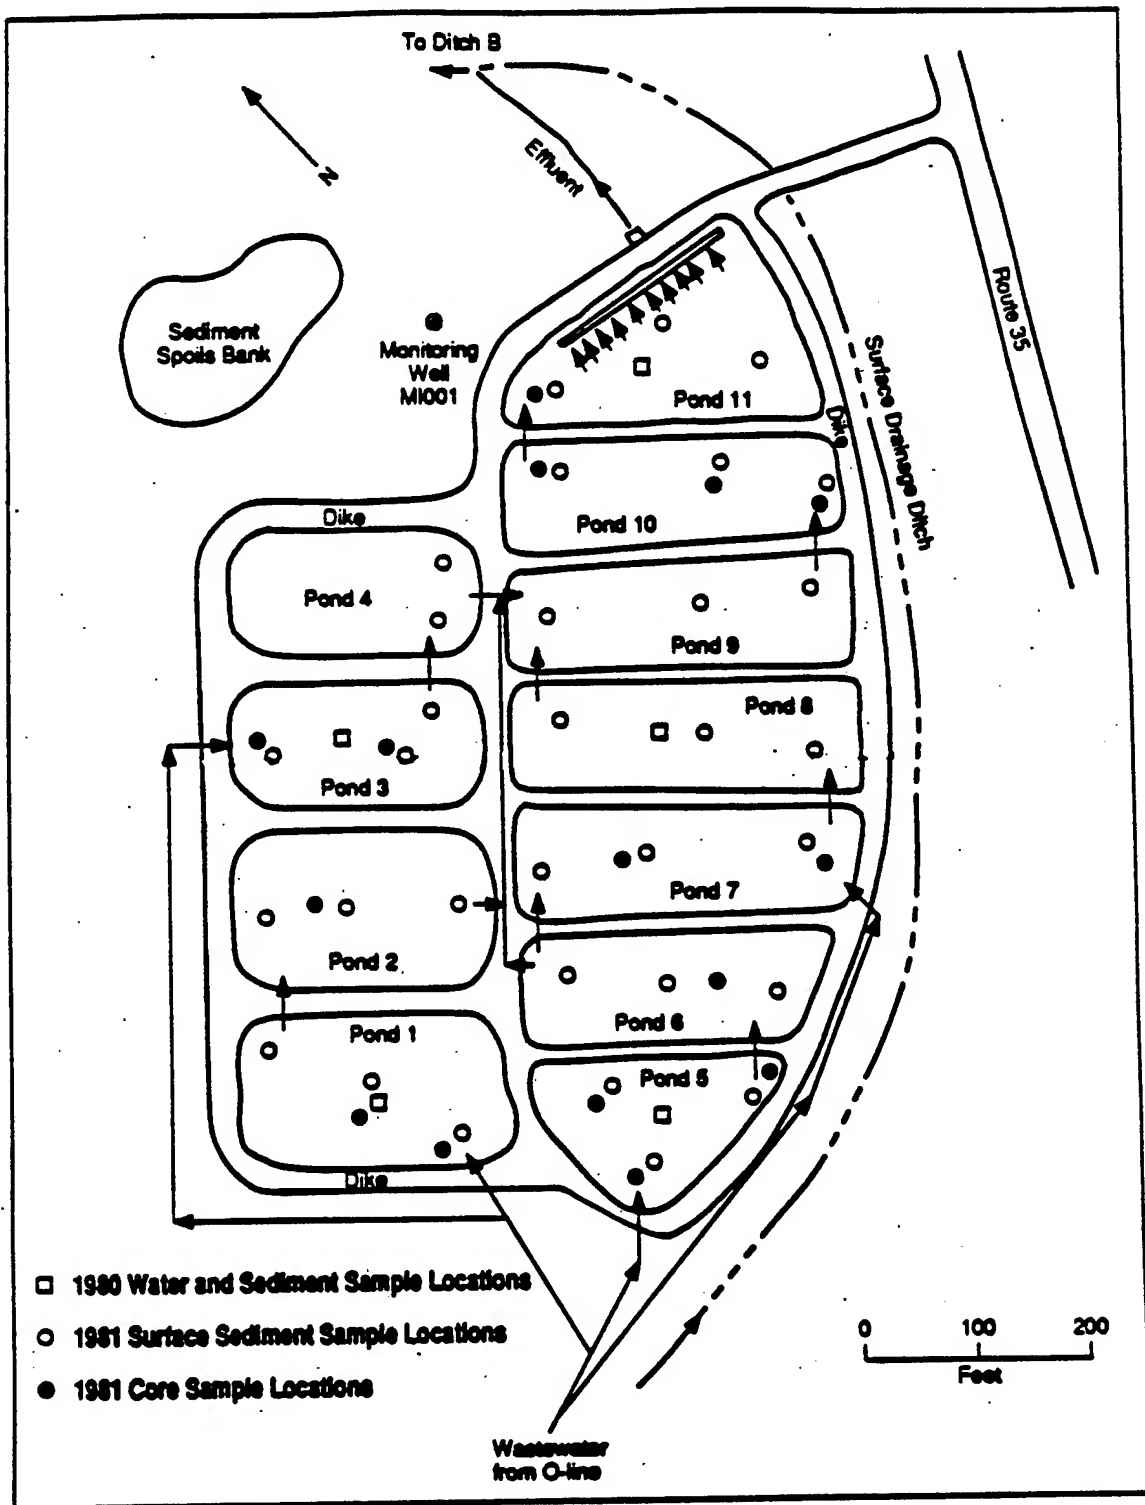 To Ditch B
Effluent
N
Route 35
Sediment
Spoils Bank
Monitoring
Well
MI001
Surface Drainage Ditch
Pond 11
Dike
Pond 10
Dike
Pond 4
Pond 9
Pond 8
Pond 3
Pond 7
Pond 2
Pond 6
Pond 1
Pond 5
Dike
1980 Water and Sediment Sample Locations
1981 Surface Sediment Sample Locations
1981 Core Sample Locations
0 100 200
Feet
Wastewater
from O-line